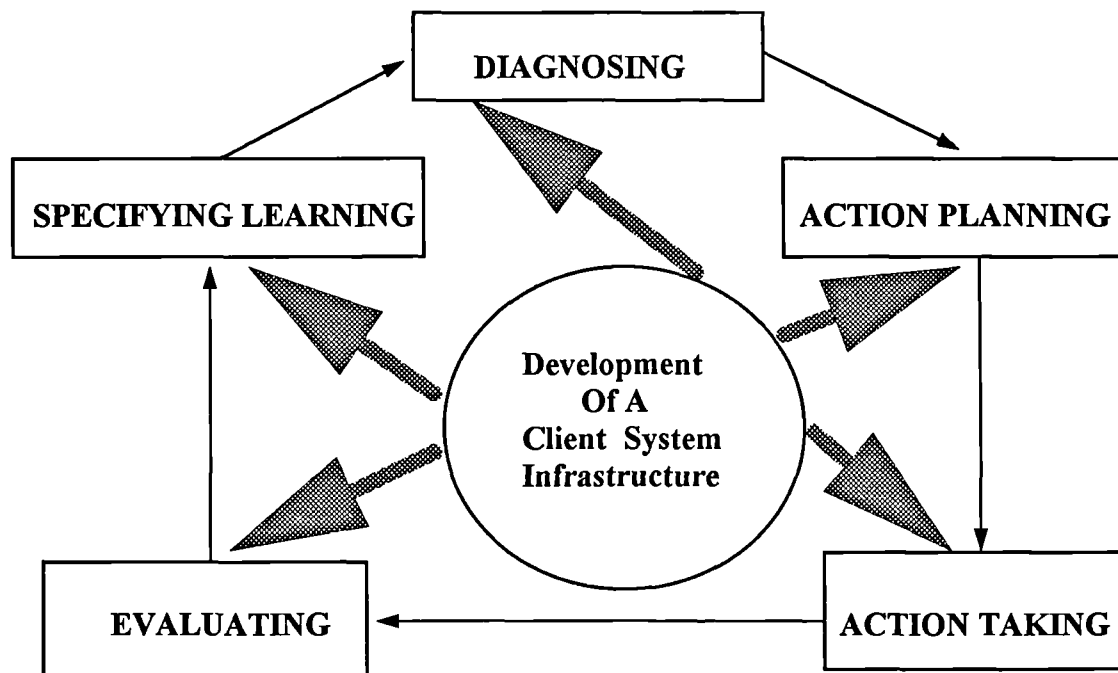 DIAGNOSING
SPECIFYING LEARNING
ACTION PLANNING
Development
Of A
Client System
Infrastructure
EVALUATING
ACTION TAKING